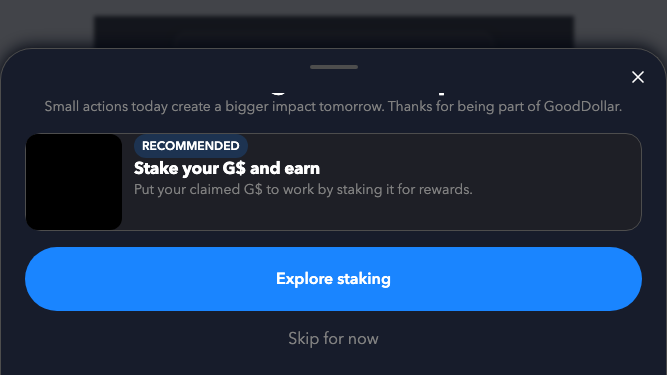 Small actions today create a bigger impact tomorrow. Thanks for being part of GoodDollar.
RECOMMENDED
Stake your G$ and earn
Put your claimed G$ to work by staking it for rewards.
Explore staking
Skip for now